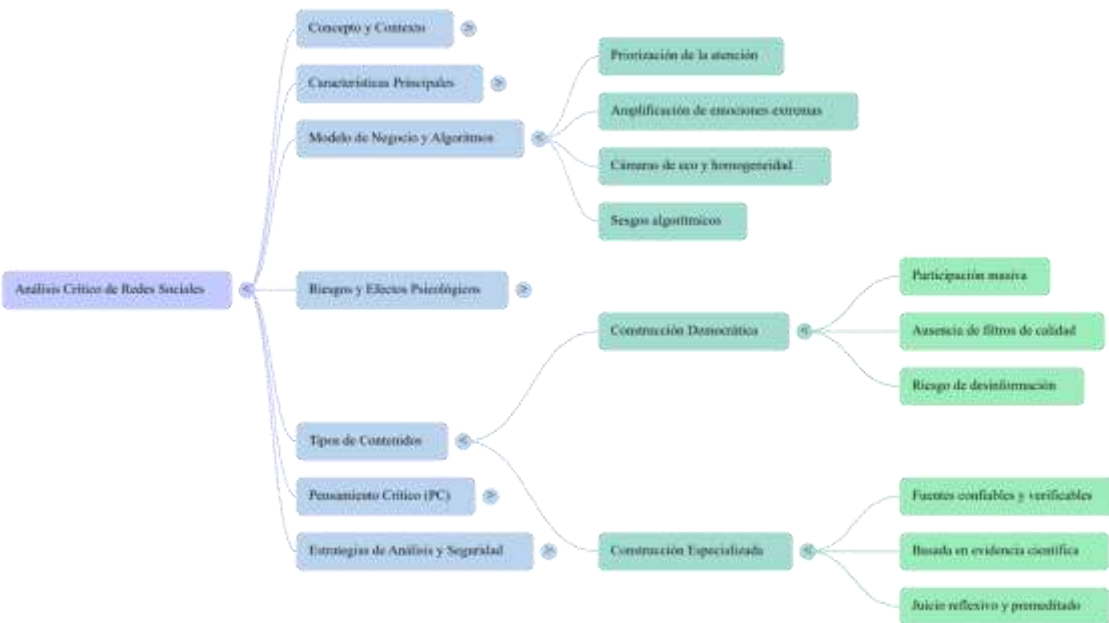 Concepto y Contexto
Características Principales
Modelo de Negocio y Algoritmos
Priorización de la atención
Amplificación de emociones extremas
Cámaras de eco y homogeneidad
Sesgos algorítmicos
Análisis Crítico de Redes Sociales
Riesgos y Efectos Psicológicos
Tipos de Contenidos
Construcción Democrática
Participación masiva
Ausencia de filtros de calidad
Riesgo de desinformación
Pensamiento Crítico (PC)
Estrategias de Análisis y Seguridad
Construcción Especializada
Fuentes confiables y verificables
Basada en evidencia científica
Juicio reflexivo y premeditado